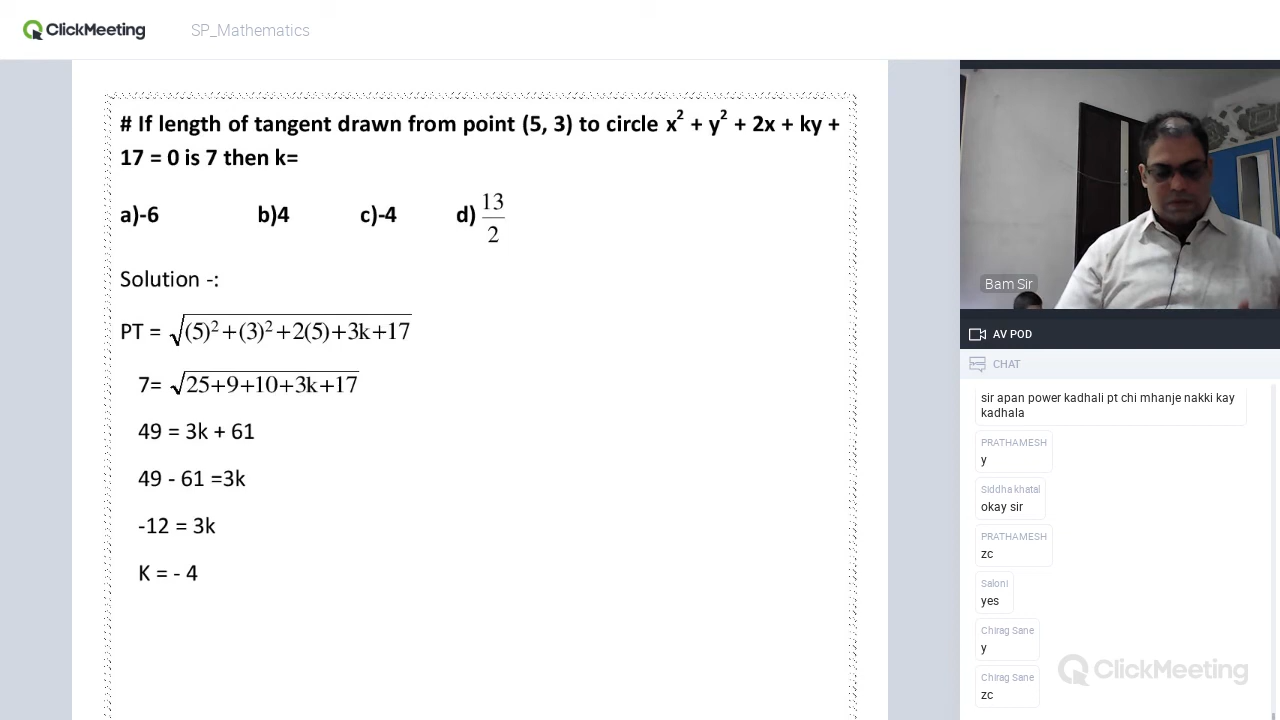 ClickMeeting
SP_Mathematics
# If length of tangent drawn from point (5, 3) to circle x² + y² + 2x + ky +
17 = 0 is 7 then k=
a)-6 b)4 c)-4 d) 13/2
Solution -:
PT = √(5)²+(3)²+2(5)+3k+17
7= √25+9+10+3k+17
49 = 3k + 61
49 - 61 =3k
-12 = 3k
K = - 4
Bam Sir
AV POD
CHAT
sir apan power kadhali pt chi mhanje nakki kay
kadhala
PRATHAMESH
y
Siddha khatal
okay sir
PRATHAMESH
zc
Saloni
yes
Chirag Sane
y
Chirag Sane
zc
ClickMeeting